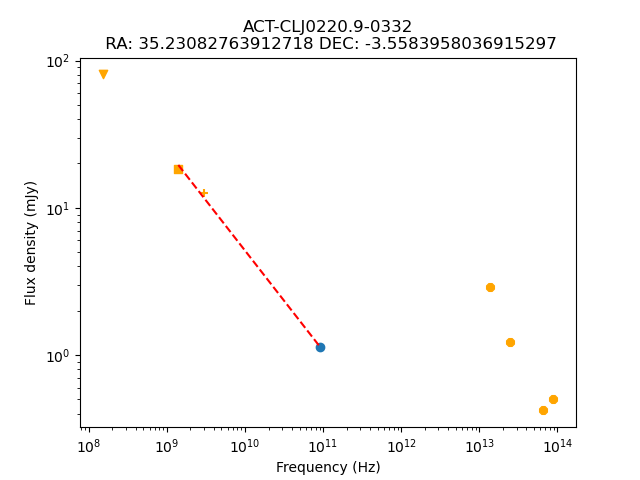 ACT-CLJ0220.9-0332
RA: 35.23082763912718 DEC: -3.5583958036915297
Flux density (mJy)
10²
10¹
10⁰
10⁸ 10⁹ 10¹⁰ 10¹¹ 10¹² 10¹³ 10¹⁴
Frequency (Hz)